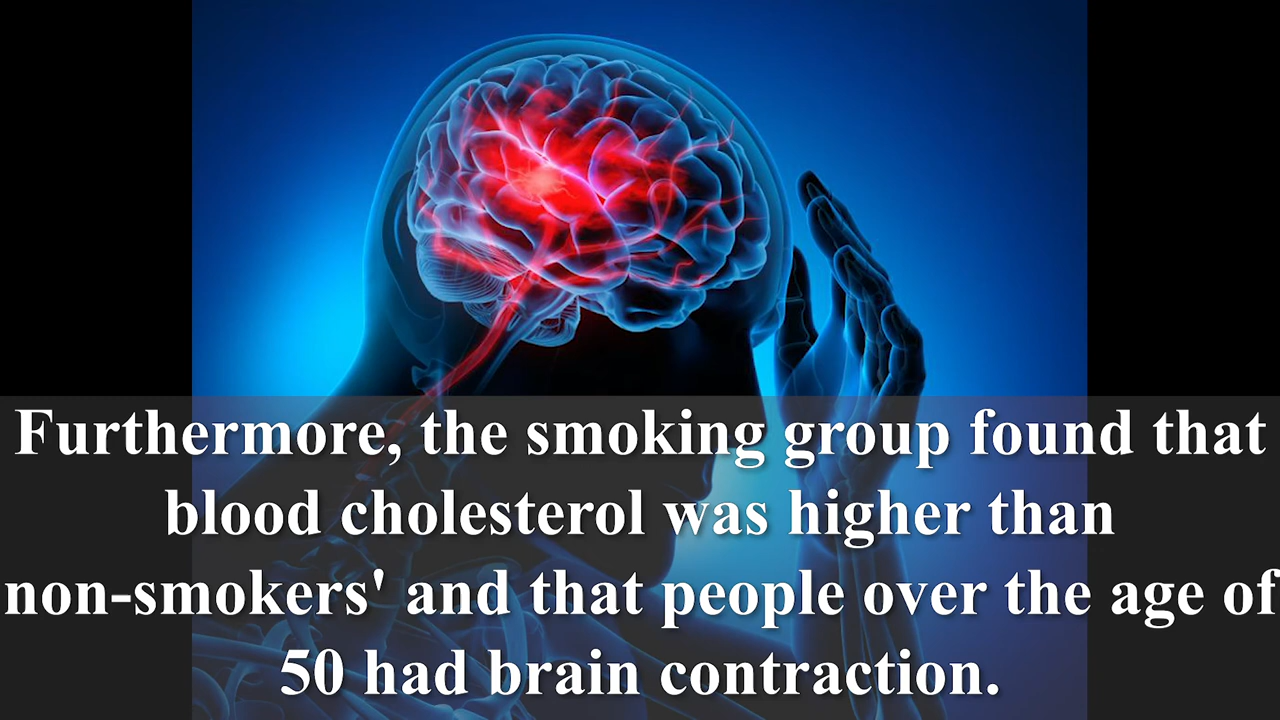 Furthermore, the smoking group found that
blood cholesterol was higher than
non-smokers' and that people over the age of
50 had brain contraction.